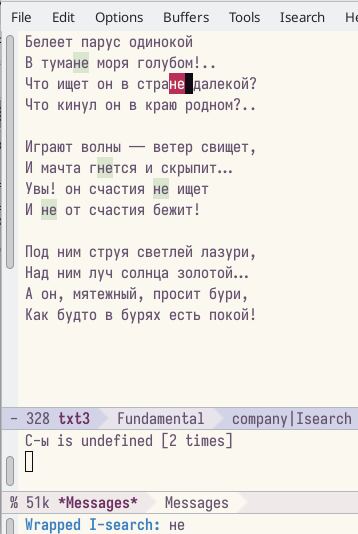 File Edit Options Buffers Tools Isearch He
Белеет парус одинокой
В тумане моря голубом!..
Что ищет он в стране далекой?
Что кинул он в краю родном?..
Играют волны —— ветер свищет,
И мачта гнется и скрыпит...
Увы! он счастия не ищет
И не от счастия бежит!
Под ним струя светлей лазури,
Над ним луч солнца золотой...
А он, мятежный, просит бури,
Как будто в бурях есть покой!
- 328 txt3 Fundamental company|Isearch
C-ы is undefined [2 times]
% 51k *Messages* Messages
Wrapped I-search: не